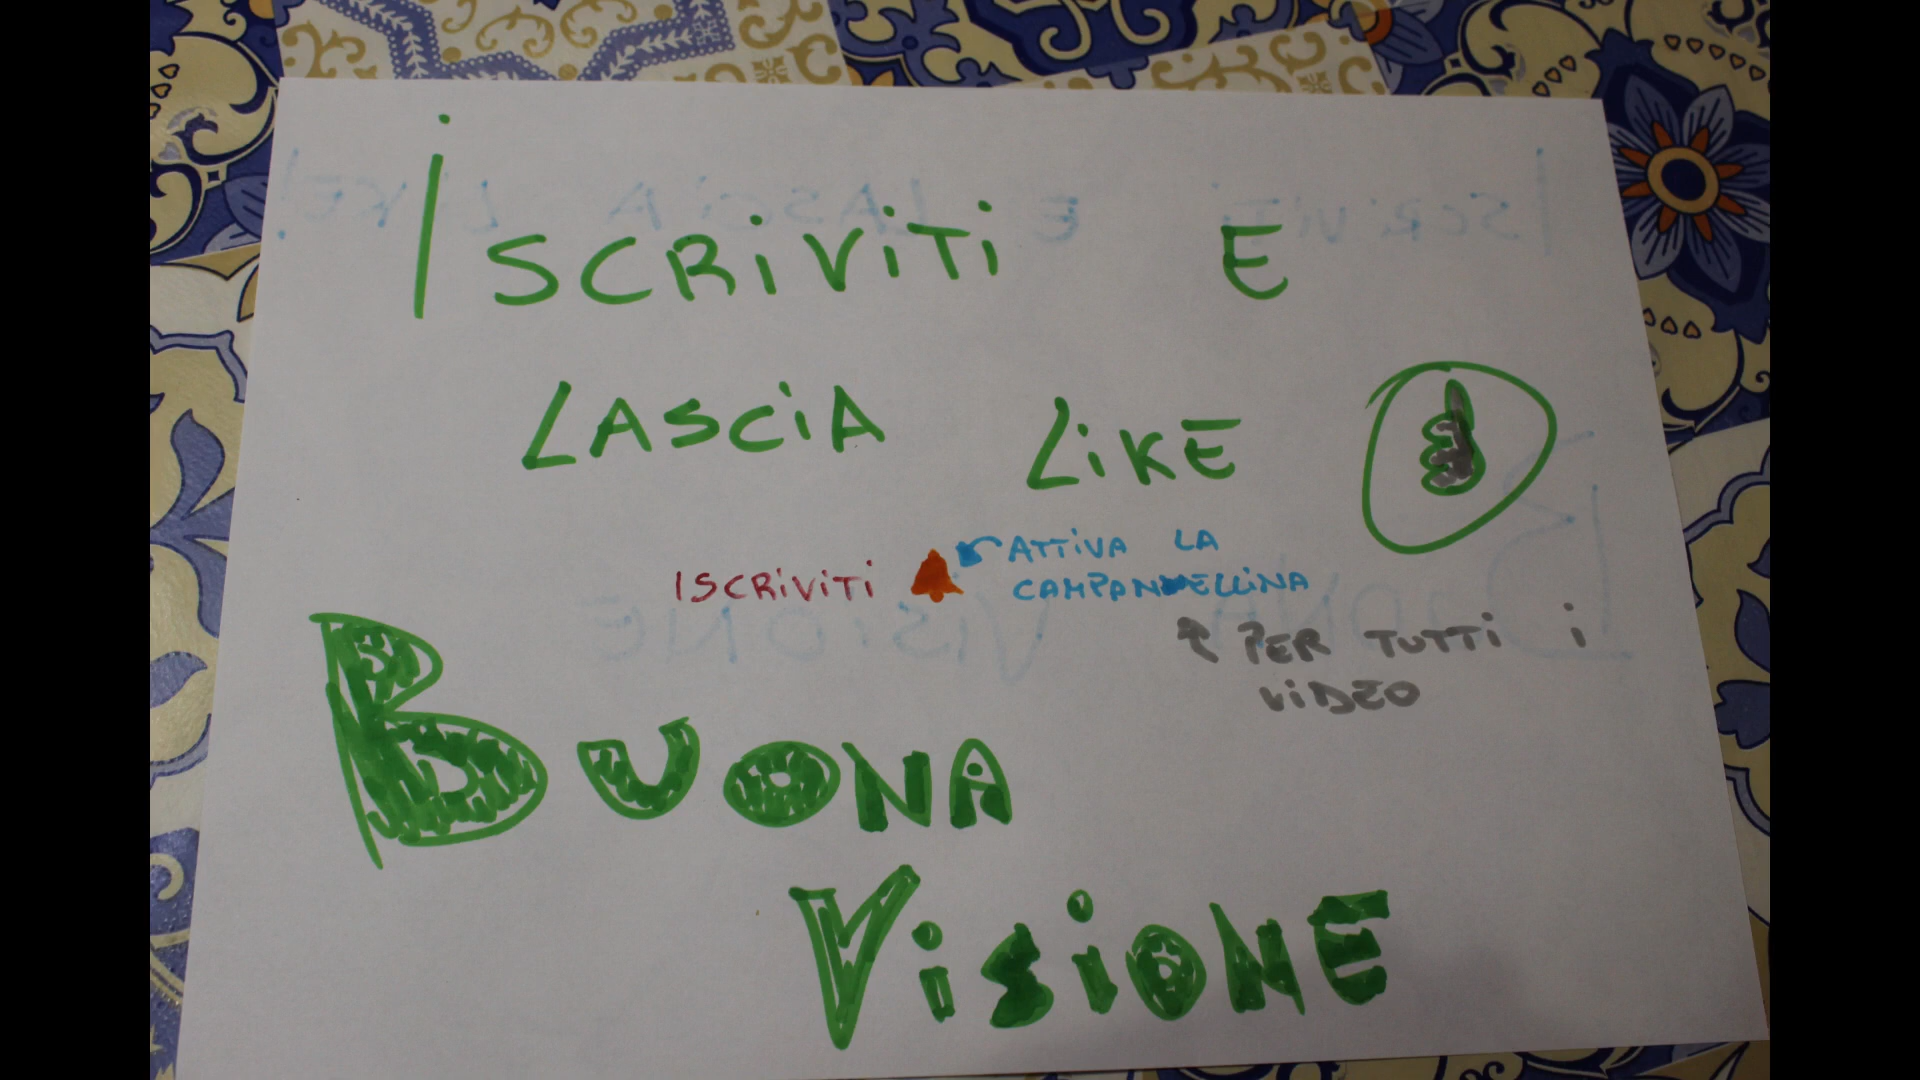 ISCRIVITI E
LASCIA LIKE
ISCRIVITI
ATTIVA LA
CAMPANELLINA
PER TUTTI i
VIDEO
BUONA
VISIONE